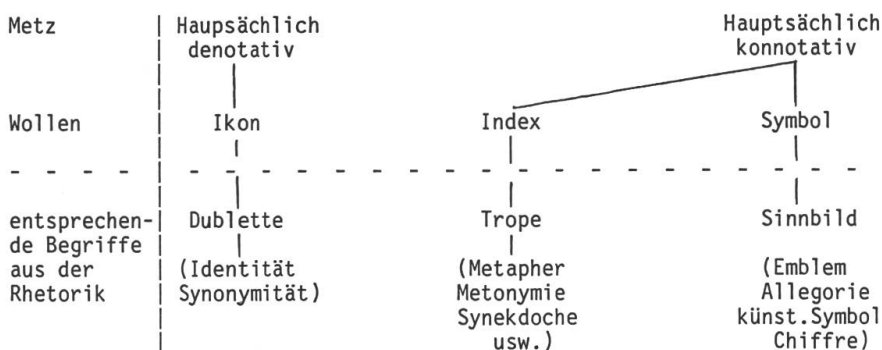 Metz Haupsächlich Hauptsächlich
denotativ konnotativ
Wollen Ikon Index Symbol
entsprechen- Dublette Trope Sinnbild
de Begriffe
aus der (Identität (Metapher (Emblem
Rhetorik Synonymität) Metonymie Allegorie
Synekdoche künst.Symbol
usw.) Chiffre)